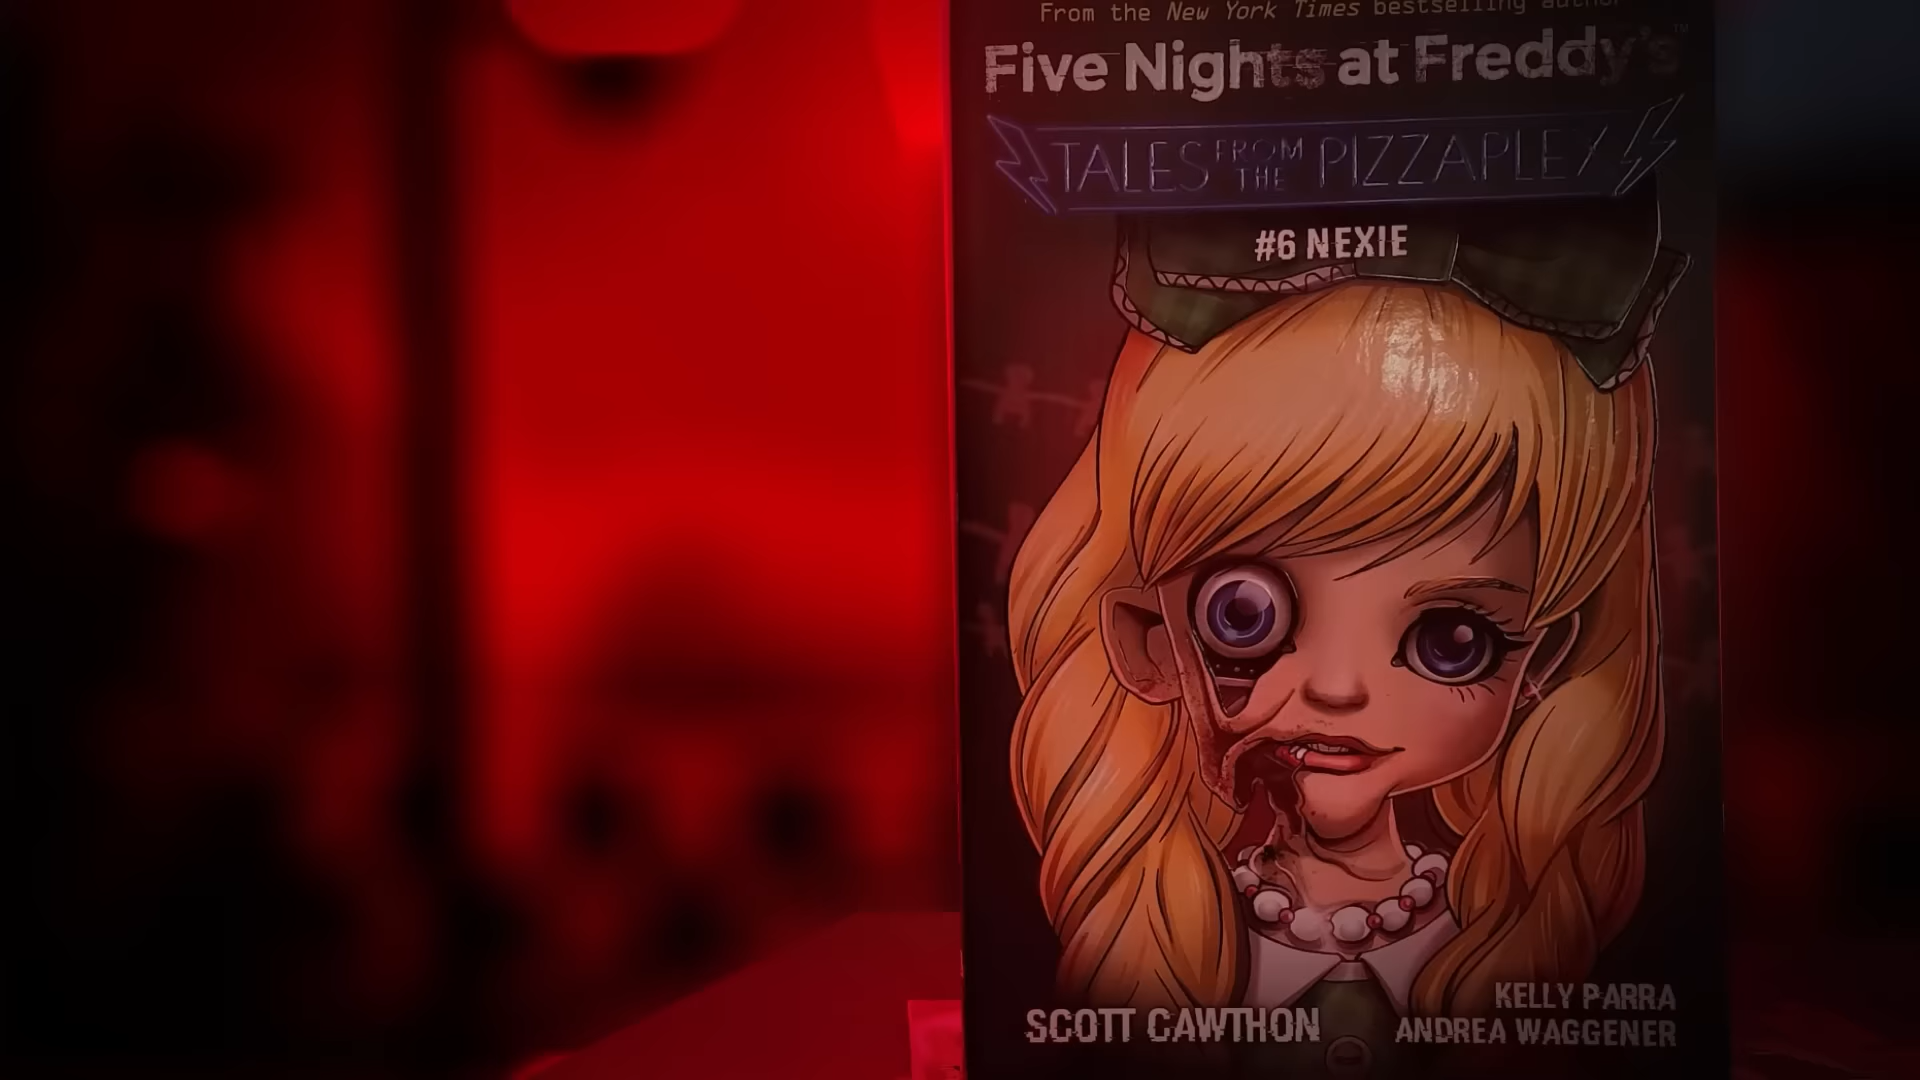 From the New York Times bestselling author
Five Nights at Freddy's™
TALES FROM THE PIZZAPLEX
#6 NEXIE
SCOTT CAWTHON
KELLY PARRA
ANDREA WAGGENER